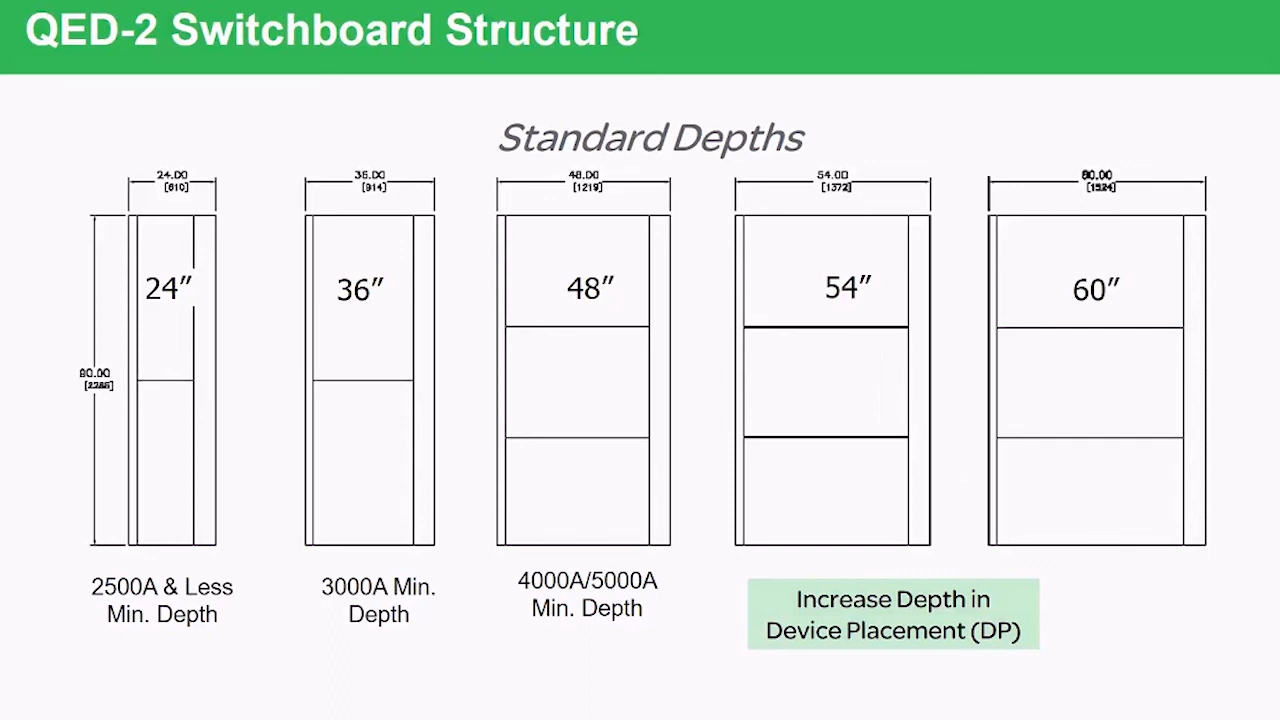 QED-2 Switchboard Structure
Standard Depths
24.00
[610]
36.00
[914]
48.00
[1219]
54.00
[1372]
60.00
[1524]
24”
36”
48”
54”
60”
90.00
[2286]
2500A & Less
Min. Depth
3000A Min.
Depth
4000A/5000A
Min. Depth
Increase Depth in
Device Placement (DP)